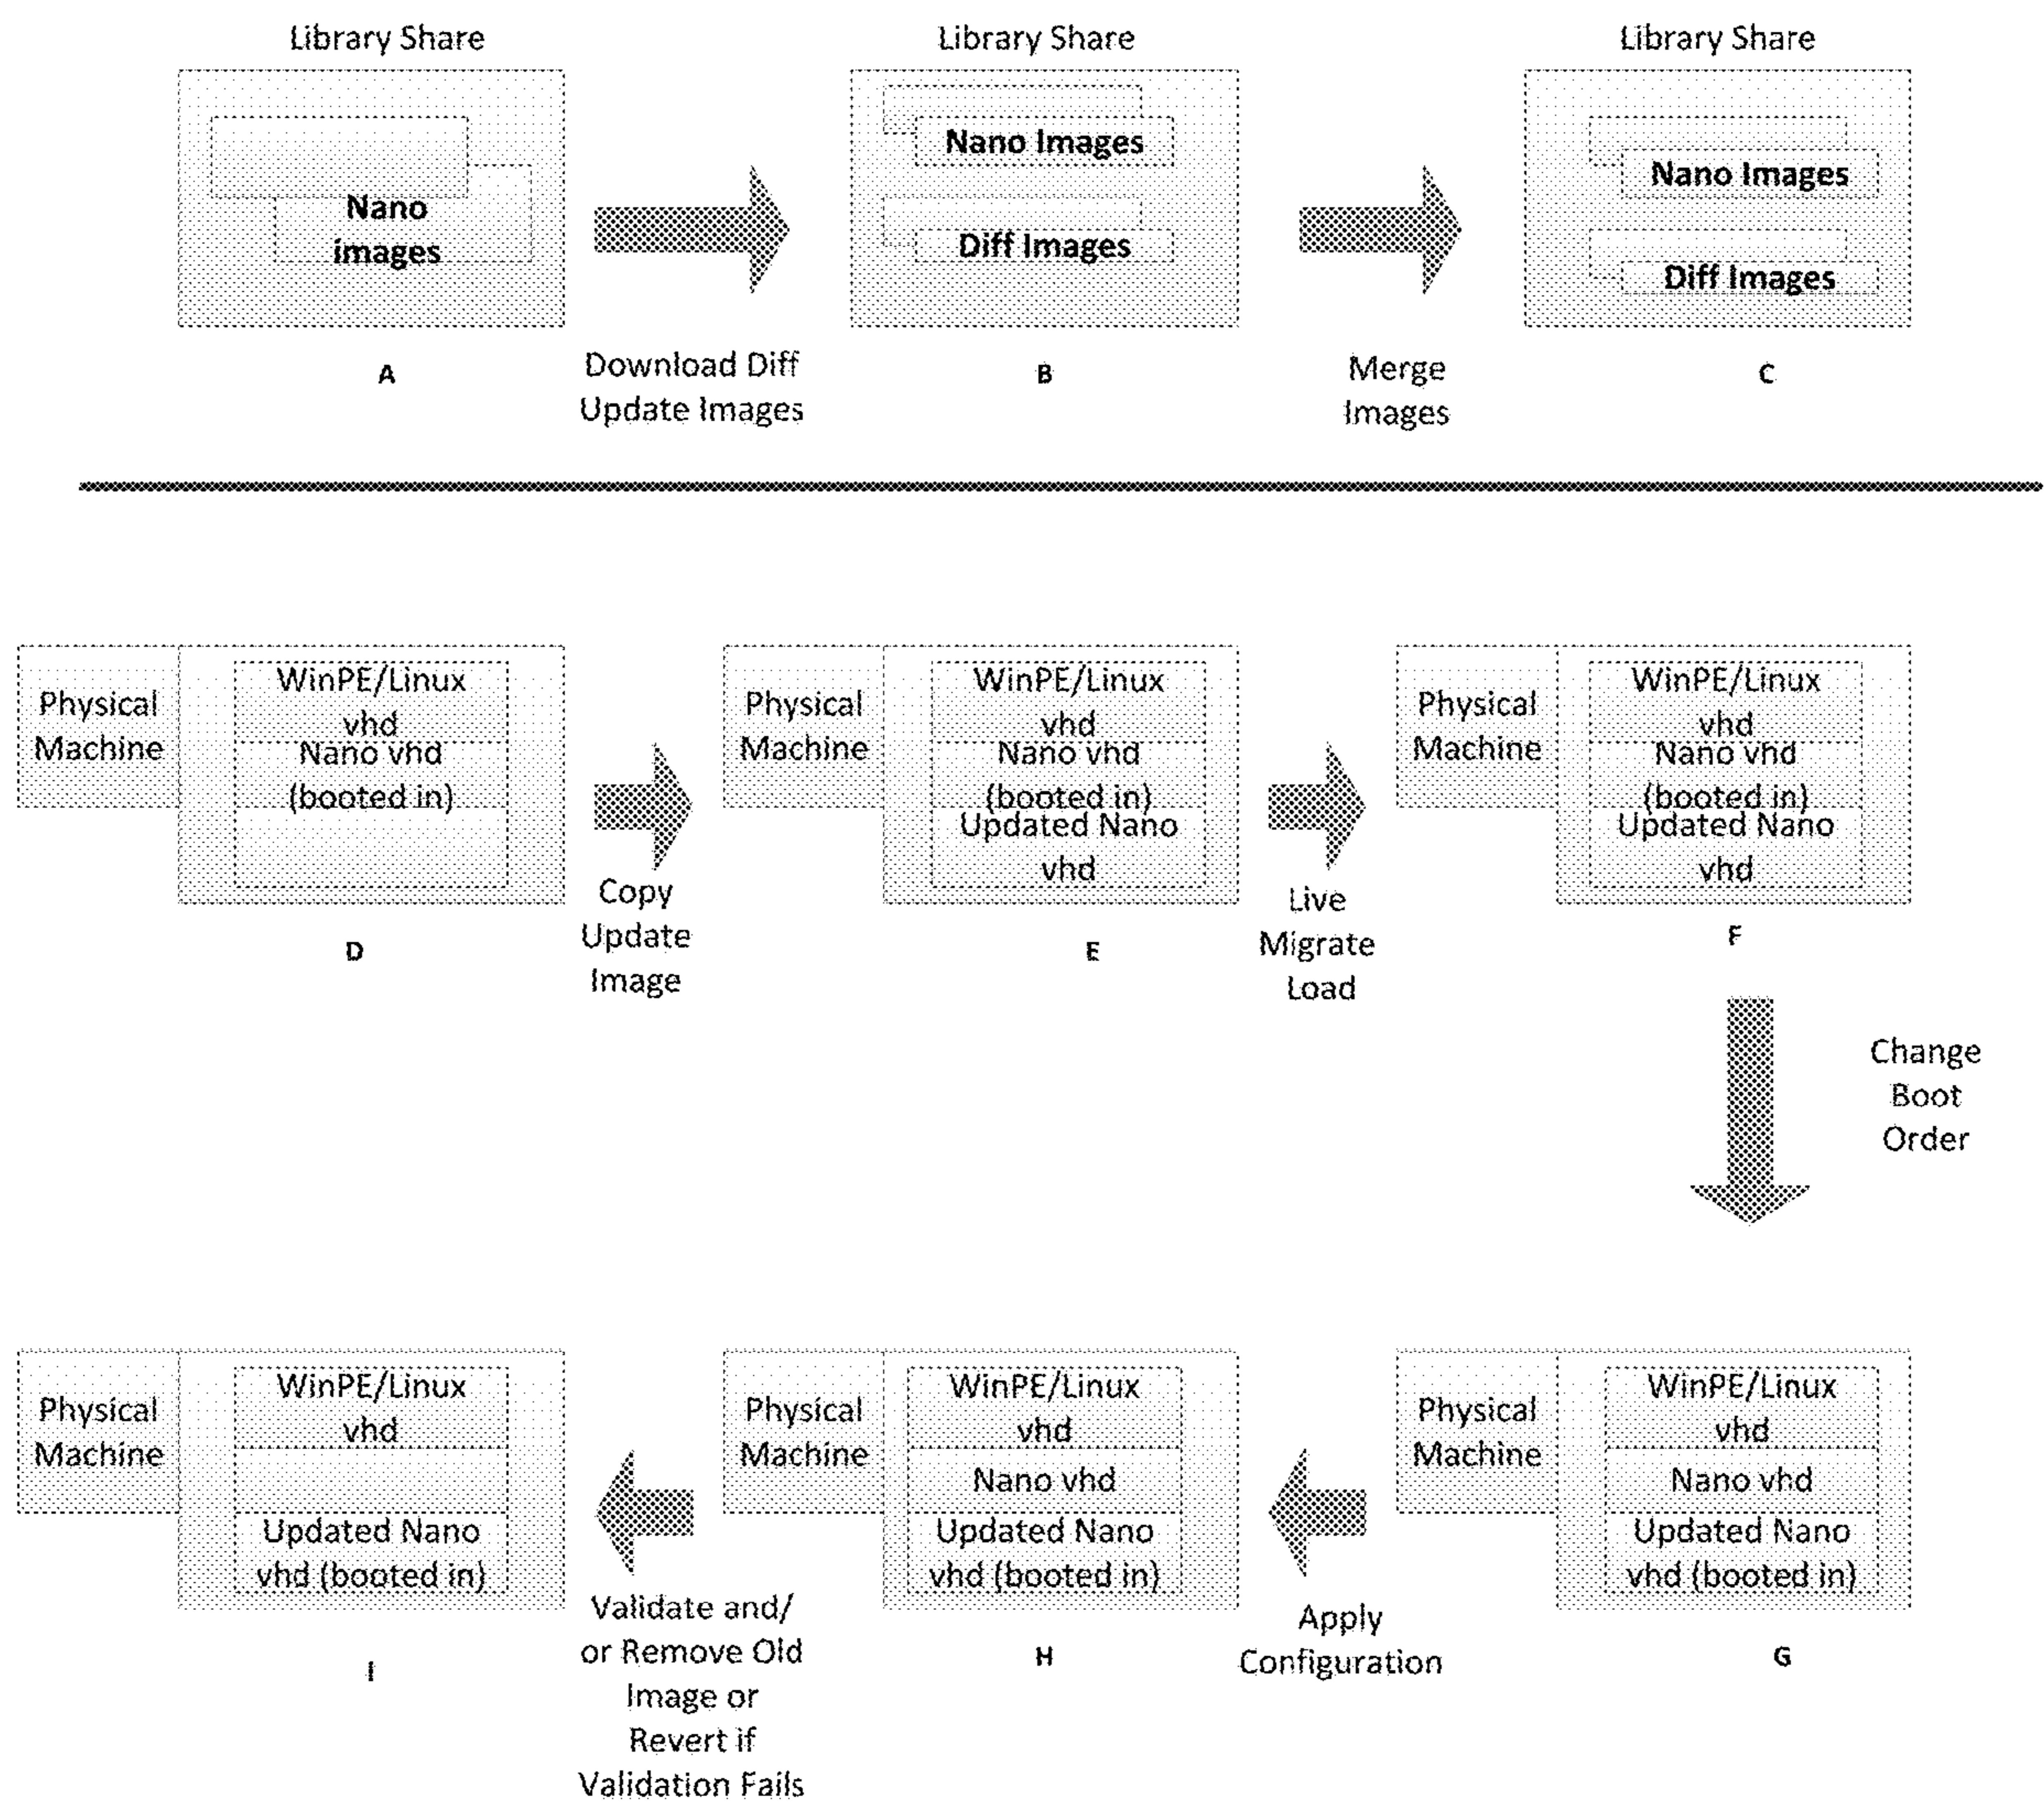 Library Share
Library Share
Library Share
Nano
images
Nano Images
Diff Images
Nano Images
Diff Images
A
Download Diff
Update Images
B
Merge
Images
C
Physical
Machine
WinPE/Linux
vhd
Nano vhd
(booted in)
D
Copy
Update
Image
Physical
Machine
WinPE/Linux
vhd
Nano vhd
(booted in)
Updated Nano
vhd
E
Live
Migrate
Load
Physical
Machine
WinPE/Linux
vhd
Nano vhd
(booted in)
Updated Nano
vhd
F
Change
Boot
Order
Physical
Machine
WinPE/Linux
vhd
Updated Nano
vhd (booted in)
I
Validate and/
or Remove Old
Image or
Revert if
Validation Fails
Physical
Machine
WinPE/Linux
vhd
Nano vhd
Updated Nano
vhd (booted in)
H
Apply
Configuration
Physical
Machine
WinPE/Linux
vhd
Nano vhd
Updated Nano
vhd (booted in)
G